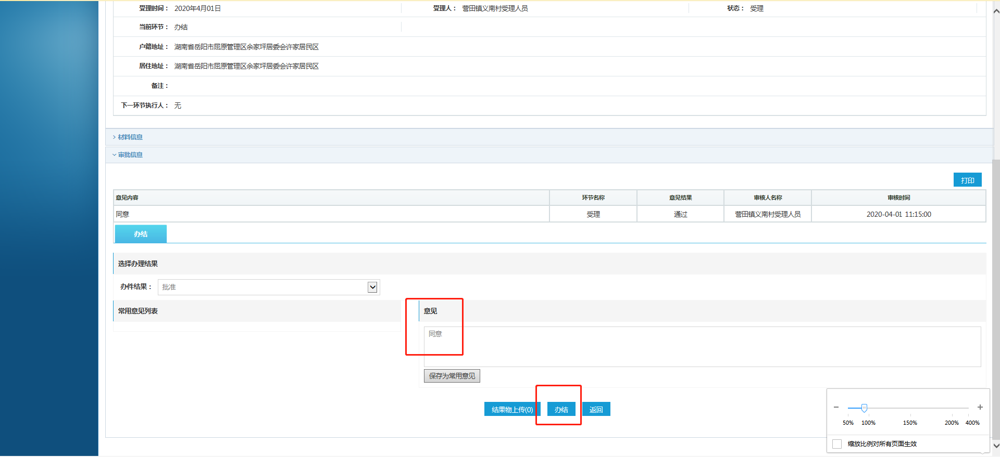 受理时间： 2020年4月01日 受理人： 营田镇义南村受理人员 状态： 受理
当前环节： 办结
户籍地址： 湖南省岳阳市屈原管理区余家坪居委会许家居民区
居住地址： 湖南省岳阳市屈原管理区余家坪居委会许家居民区
备注：
下一环节执行人： 无
材料信息
审批信息
打印
意见内容 环节名称 意见结果 审核人名称 审核时间
同意 受理 通过 营田镇义南村受理人员 2020-04-01 11:15:00
办结
选择办理结果
办件结果： 批准
常用意见列表 意见
同意
保存为常用意见
结果物上传(0) 办结 返回
50% 100% 150% 200% 400%
缩放比例对所有页面生效